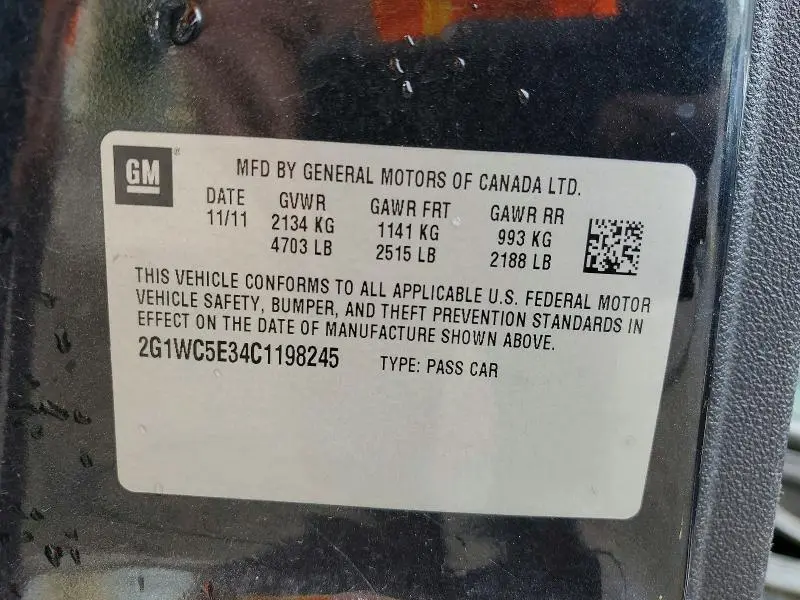 GM ®
MFD BY GENERAL MOTORS OF CANADA LTD.
DATE GVWR GAWR FRT GAWR RR
11/11 2134 KG 1141 KG 993 KG
4703 LB 2515 LB 2188 LB
THIS VEHICLE CONFORMS TO ALL APPLICABLE U.S. FEDERAL MOTOR
VEHICLE SAFETY, BUMPER, AND THEFT PREVENTION STANDARDS IN
EFFECT ON THE DATE OF MANUFACTURE SHOWN ABOVE.
2G1WC5E34C1198245 TYPE: PASS CAR